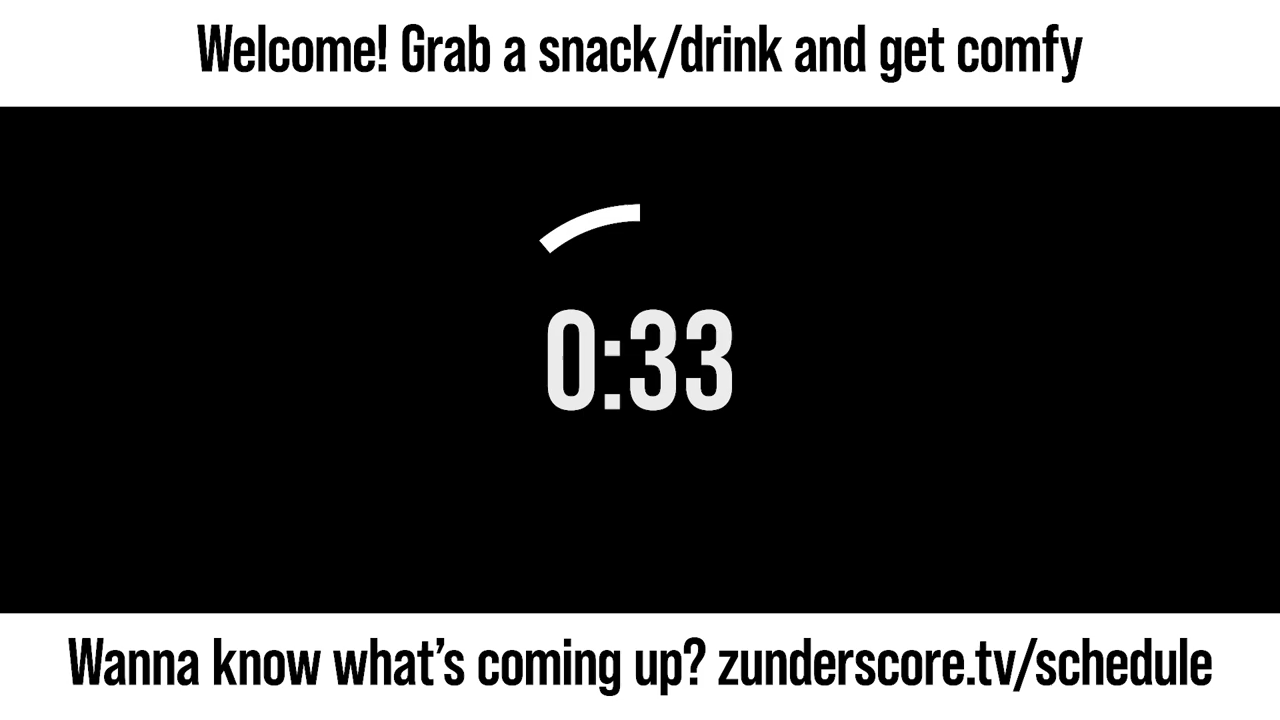 Welcome! Grab a snack/drink and get comfy
0:33
Wanna know what’s coming up? zunderscore.tv/schedule